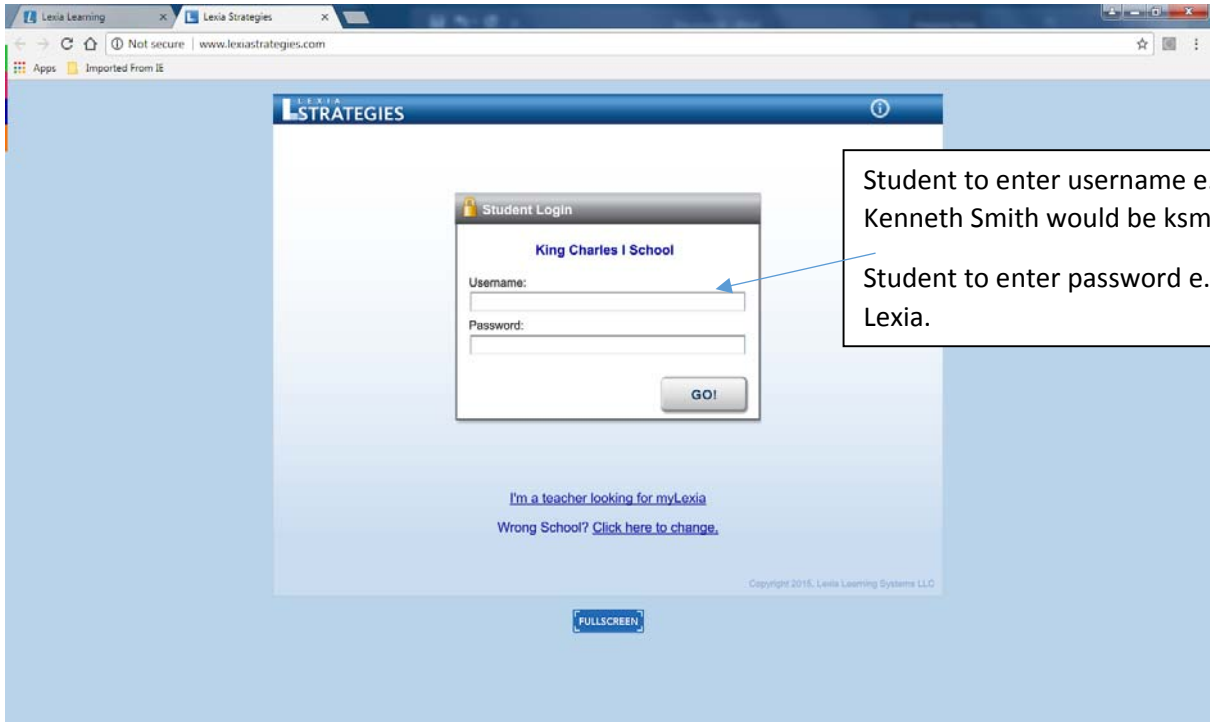 Lexia Learning
Lexia Strategies
Not secure | www.lexiastrategies.com
Apps
Imported From IE
LEXIA
STRATEGIES
Student to enter username e.
Kenneth Smith would be ksm
Student to enter password e.
Lexia.
Student Login
King Charles I School
Username:
Password:
GO!
I'm a teacher looking for myLexia
Wrong School? Click here to change.
Copyright 2015, Lexia Learning Systems LLC
FULLSCREEN